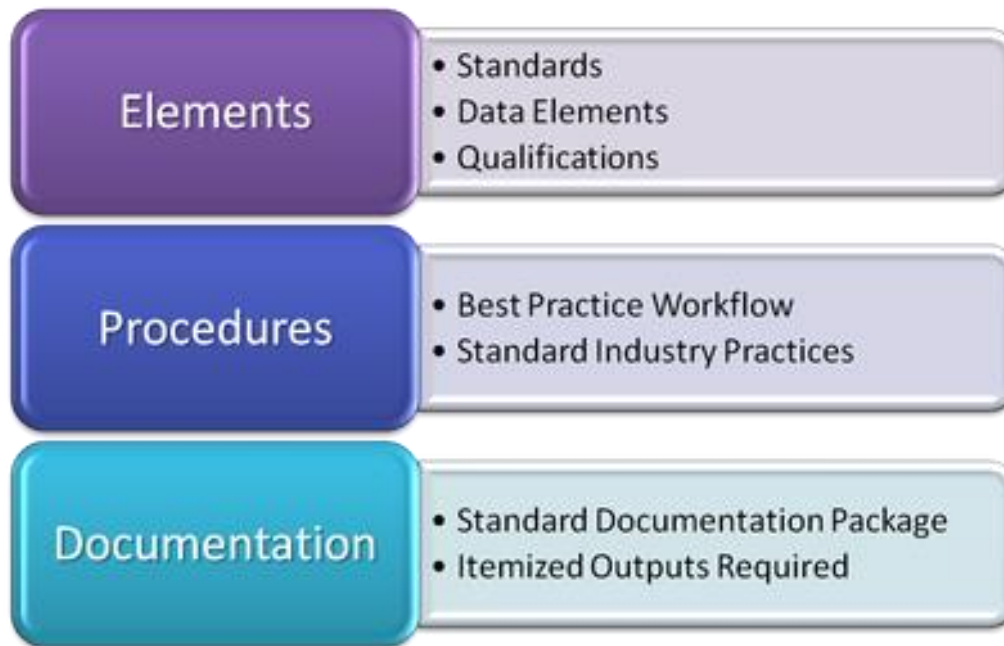 Elements
• Standards
• Data Elements
• Qualifications
Procedures
• Best Practice Workflow
• Standard Industry Practices
Documentation
• Standard Documentation Package
• Itemized Outputs Required